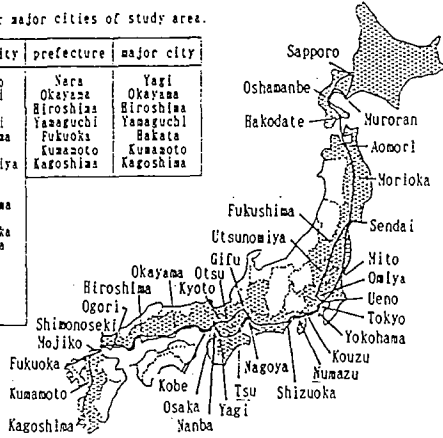 major cities of study area.
prefecture major city
Nara Yagi
Okayama Okayama
Hiroshima Hiroshima
Yamaguchi Yamaguchi
Fukuoka Hakata
Kumamoto Kumamoto
Kagoshima Kagoshima
Sapporo
Oshamanbe
Hakodate
Muroran
Aomori
Morioka
Fukushima
Sendai
Utsunomiya
Mito
Gifu
Omiya
Okayama
Otsu
Ueno
Hiroshima
Kyoto
Tokyo
Ogori
Yokohama
Shimonoseki
Kouzu
Mojiko
Numazu
Fukuoka
Nagoya
Kobe
Tsu
Shizuoka
Kumamoto
Osaka
Yagi
Nanba
Kagoshima